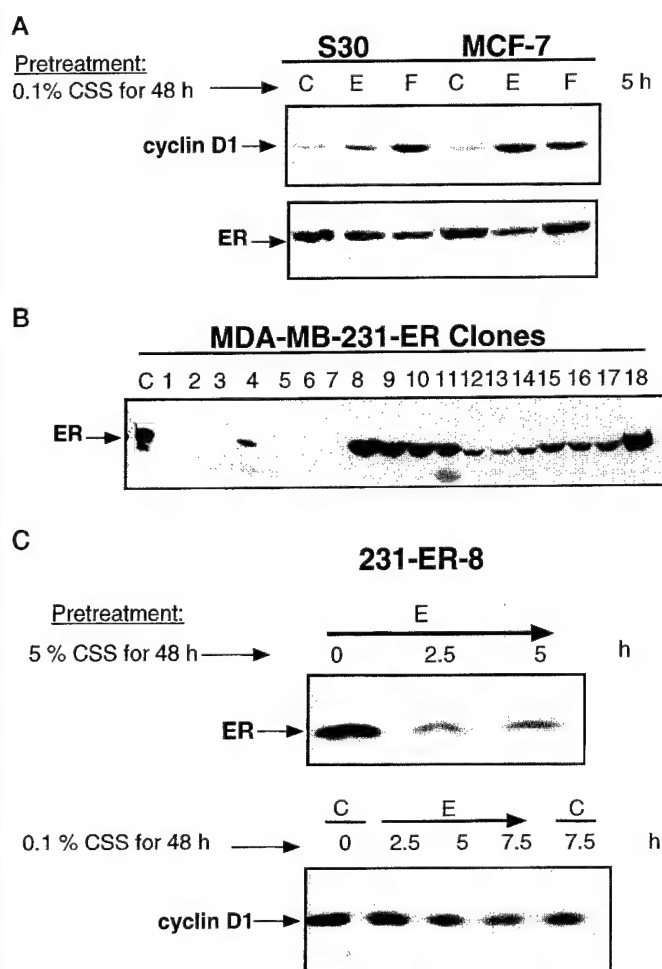 A
S30 MCF-7
Pretreatment:
0.1% CSS for 48 h C E F C E F 5 h
cyclin D1
ER
B
MDA-MB-231-ER Clones
C 1 2 3 4 5 6 7 8 9 10 11 12 13 14 15 16 17 18
ER
C
231-ER-8
Pretreatment:
E
5 % CSS for 48 h 0 2.5 5 h
ER
C E C
0.1 % CSS for 48 h 0 2.5 5 7.5 7.5 h
cyclin D1